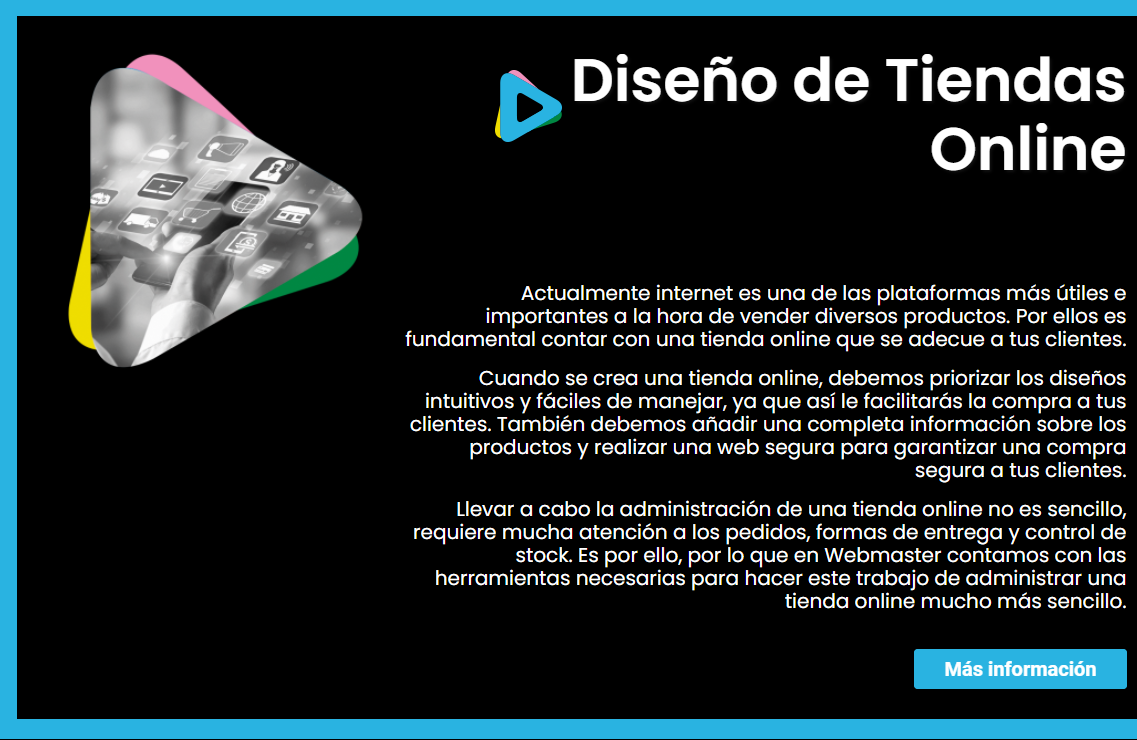 Diseño de Tiendas
Online
Actualmente internet es una de las plataformas más útiles e
importantes a la hora de vender diversos productos. Por ellos es
fundamental contar con una tienda online que se adecue a tus clientes.
Cuando se crea una tienda online, debemos priorizar los diseños
intuitivos y fáciles de manejar, ya que así le facilitarás la compra a tus
clientes. También debemos añadir una completa información sobre los
productos y realizar una web segura para garantizar una compra
segura a tus clientes.
Llevar a cabo la administración de una tienda online no es sencillo,
requiere mucha atención a los pedidos, formas de entrega y control de
stock. Es por ello, por lo que en Webmaster contamos con las
herramientas necesarias para hacer este trabajo de administrar una
tienda online mucho más sencillo.
Más información